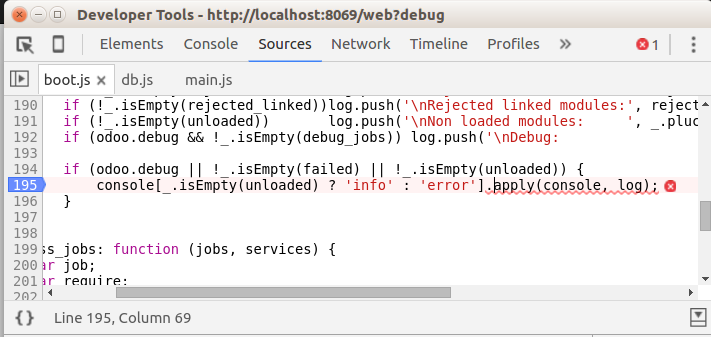 Developer Tools - http://localhost:8069/web?debug
Elements Console Sources Network Timeline Profiles » 1
boot.js × db.js main.js
190 if (!_.isEmpty(rejected_linked))log.push('\nRejected linked modules:', reject
191 if (!_.isEmpty(unloaded)) log.push('\nNon loaded modules: ', _.pluc
192 if (odoo.debug && !_.isEmpty(debug_jobs)) log.push('\nDebug:
193
194 if (odoo.debug || !_.isEmpty(failed) || !_.isEmpty(unloaded)) {
195 console[_.isEmpty(unloaded) ? 'info' : 'error'].apply(console, log);
196 }
197
198
199 ss_jobs: function (jobs, services) {
200 ar job;
201 ar require;
202
{} Line 195, Column 69